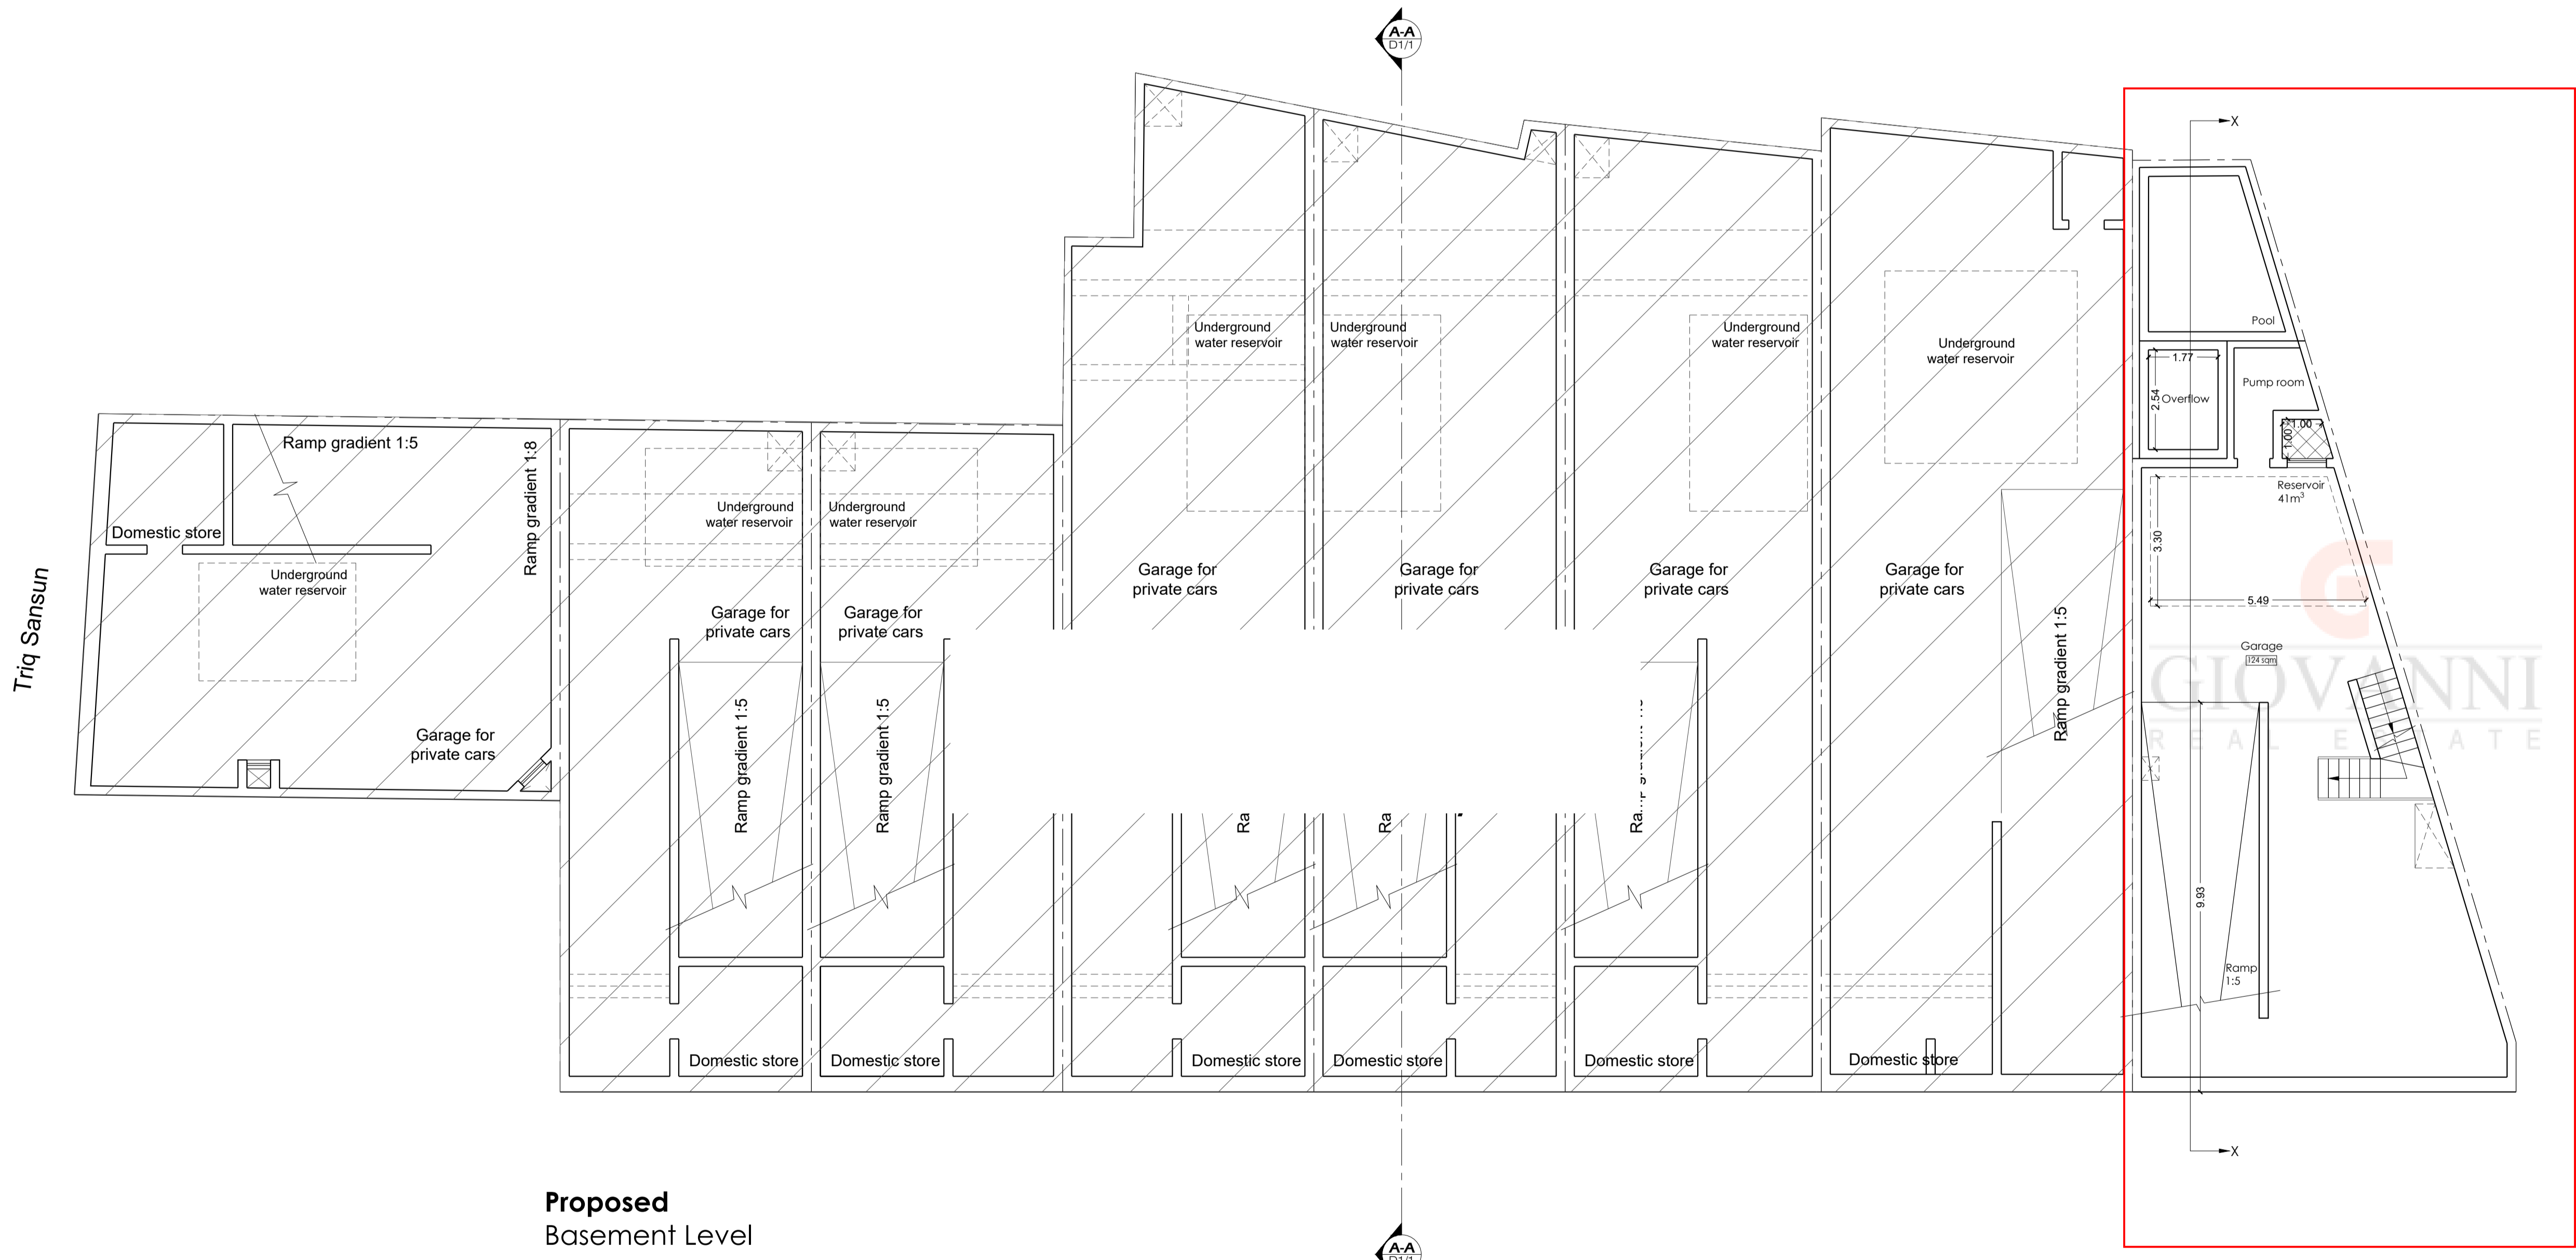 A-A
D1/1
X
Pool
1.77
Pump room
2.54
Overflow
1.00
1.00
Reservoir
41m³
3.30
5.49
Garage
124 sqm
GIOVANNI
REAL ESTATE
9.93
Ramp
1:5
X
Underground
water reservoir
Underground
water reservoir
Underground
water reservoir
Underground
water reservoir
Garage for
private cars
Garage for
private cars
Garage for
private cars
Garage for
private cars
Ramp gradient 1:5
Ramp gradient 1:5
Ramp gradient 1:8
Domestic store
Underground
water reservoir
Triq Sansun
Garage for
private cars
Underground
water reservoir
Underground
water reservoir
Garage for
private cars
Garage for
private cars
Ramp gradient 1:5
Ramp gradient 1:5
Ra
Ra
Domestic store
Domestic store
Domestic store
Domestic store
Domestic store
Domestic store
Proposed
Basement Level
A-A